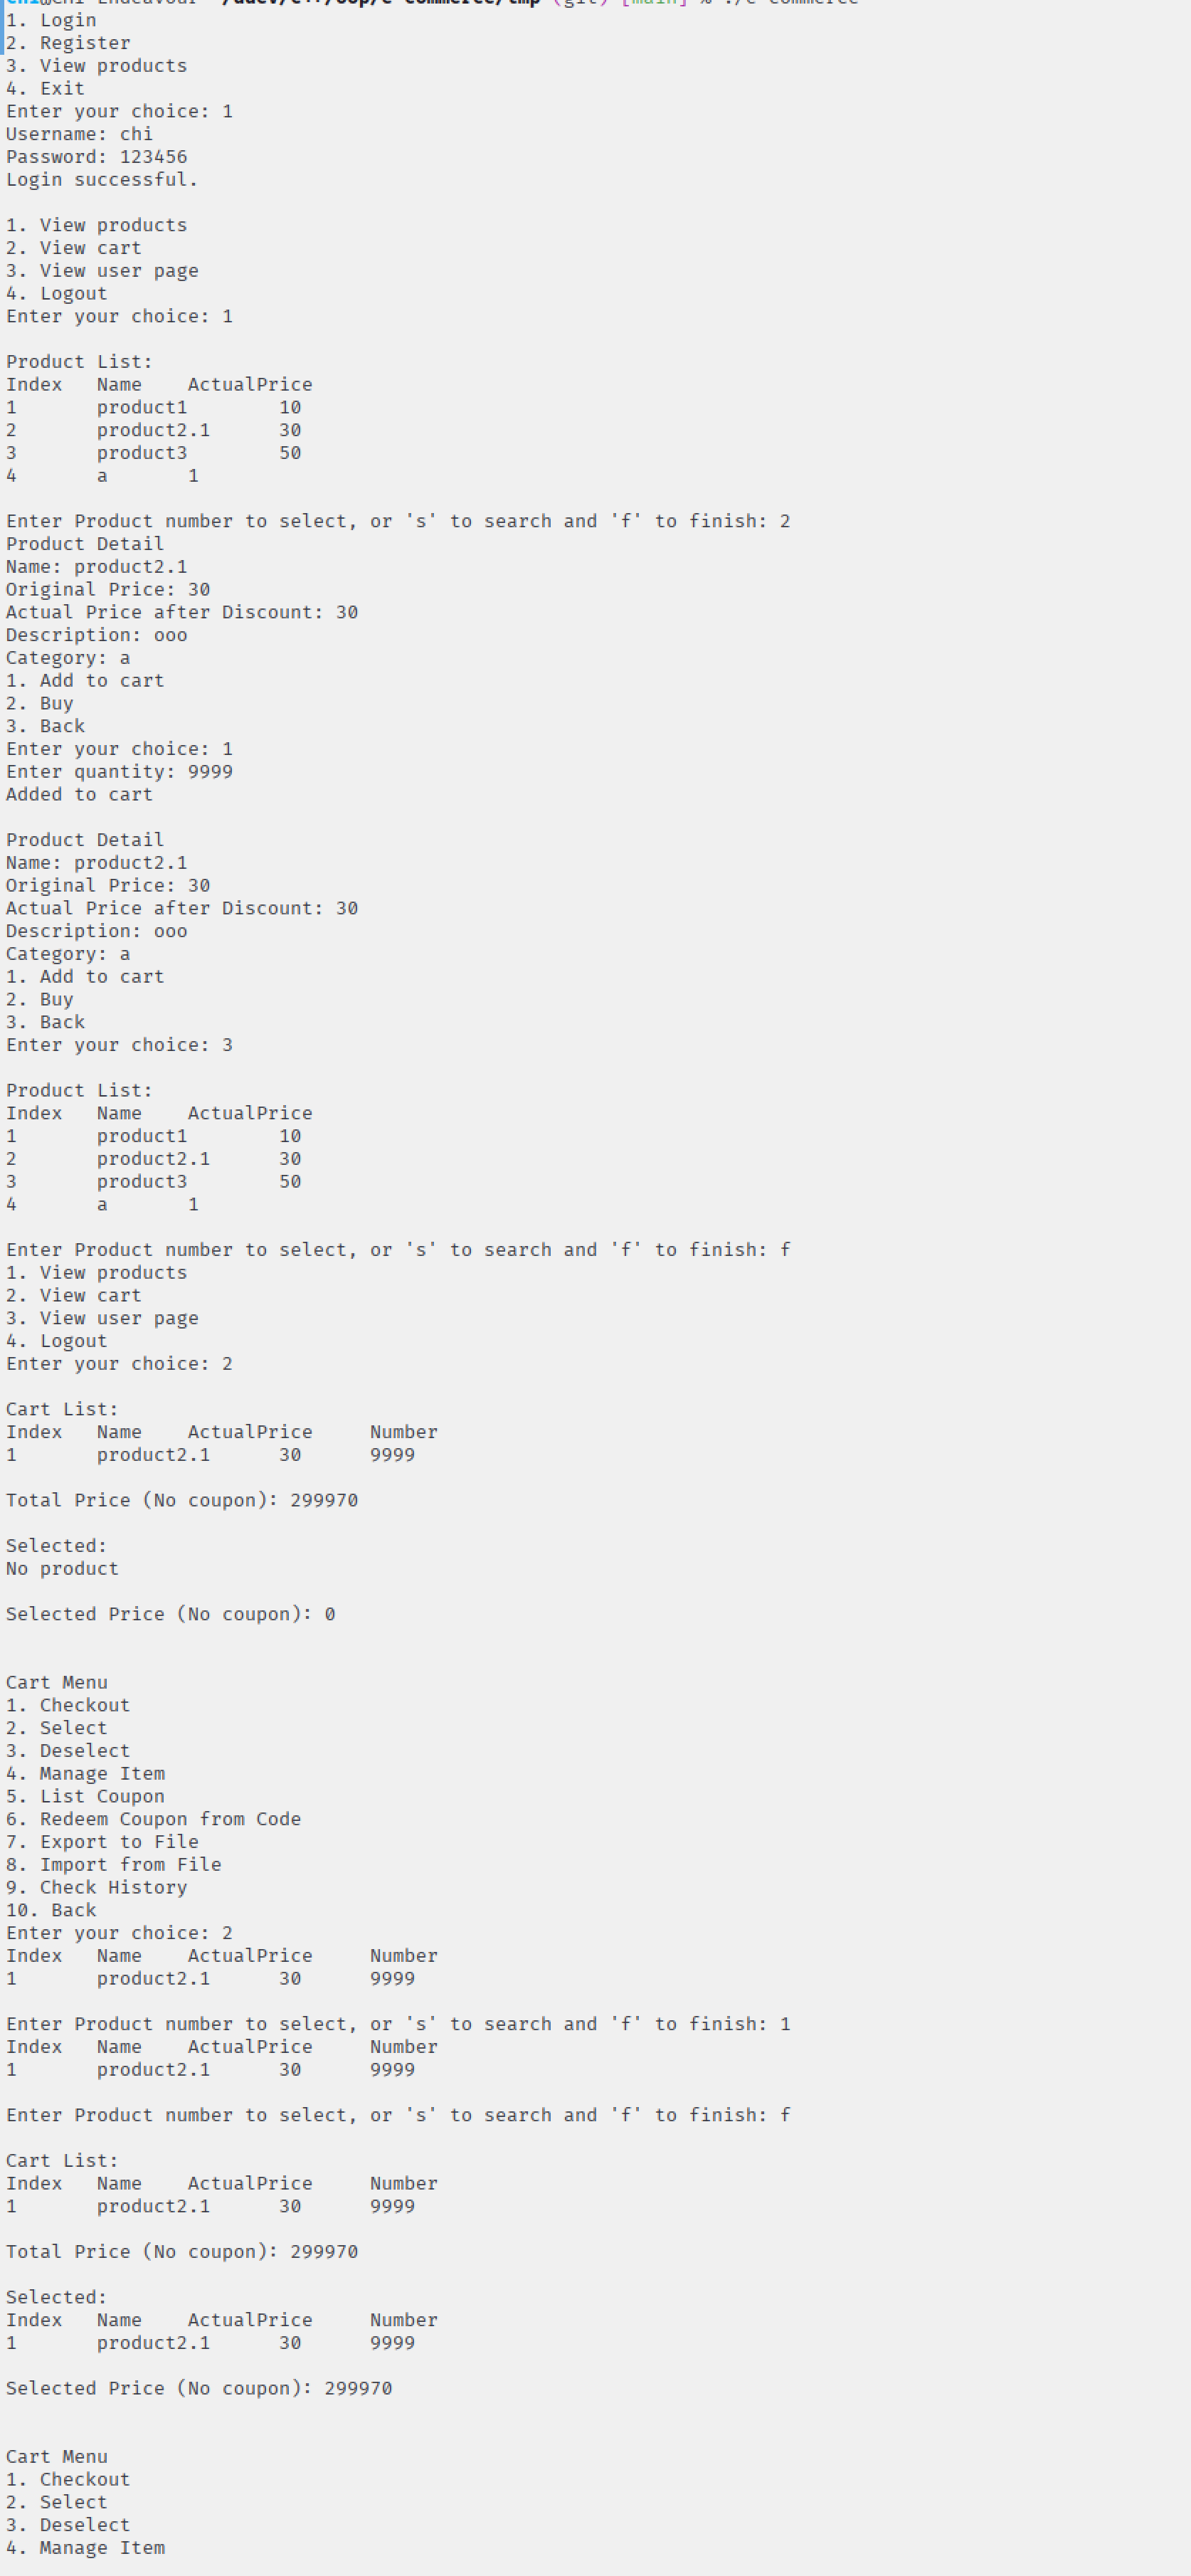 1. Login
2. Register
3. View products
4. Exit
Enter your choice: 1
Username: chi
Password: 123456
Login successful.
1. View products
2. View cart
3. View user page
4. Logout
Enter your choice: 1
Product List:
Index Name ActualPrice
1 product1 10
2 product2.1 30
3 product3 50
4 a 1
Enter Product number to select, or 's' to search and 'f' to finish: 2
Product Detail
Name: product2.1
Original Price: 30
Actual Price after Discount: 30
Description: ooo
Category: a
1. Add to cart
2. Buy
3. Back
Enter your choice: 1
Enter quantity: 9999
Added to cart
Product Detail
Name: product2.1
Original Price: 30
Actual Price after Discount: 30
Description: ooo
Category: a
1. Add to cart
2. Buy
3. Back
Enter your choice: 3
Product List:
Index Name ActualPrice
1 product1 10
2 product2.1 30
3 product3 50
4 a 1
Enter Product number to select, or 's' to search and 'f' to finish: f
1. View products
2. View cart
3. View user page
4. Logout
Enter your choice: 2
Cart List:
Index Name ActualPrice Number
1 product2.1 30 9999
Total Price (No coupon): 299970
Selected:
No product
Selected Price (No coupon): 0
Cart Menu
1. Checkout
2. Select
3. Deselect
4. Manage Item
5. List Coupon
6. Redeem Coupon from Code
7. Export to File
8. Import from File
9. Check History
10. Back
Enter your choice: 2
Index Name ActualPrice Number
1 product2.1 30 9999
Enter Product number to select, or 's' to search and 'f' to finish: 1
Index Name ActualPrice Number
1 product2.1 30 9999
Enter Product number to select, or 's' to search and 'f' to finish: f
Cart List:
Index Name ActualPrice Number
1 product2.1 30 9999
Total Price (No coupon): 299970
Selected:
Index Name ActualPrice Number
1 product2.1 30 9999
Selected Price (No coupon): 299970
Cart Menu
1. Checkout
2. Select
3. Deselect
4. Manage Item